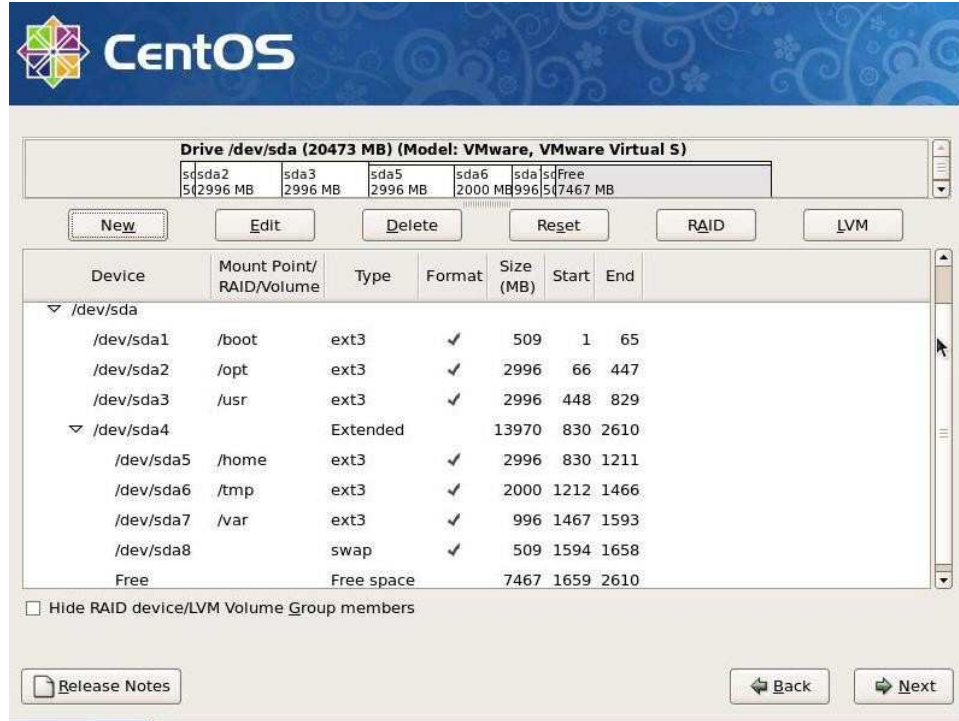 CentOS
Drive /dev/sda (20473 MB) (Model: VMware, VMware Virtual S)
sda2 sda3 sda5 sda6 Free
2996 MB 2996 MB 2996 MB 2000 MB 996 7467 MB
New Edit Delete Reset RAID LVM
Device Mount Point/ RAID/Volume Type Format Size (MB) Start End
/dev/sda
/dev/sda1 /boot ext3 509 1 65
/dev/sda2 /opt ext3 2996 66 447
/dev/sda3 /usr ext3 2996 448 829
/dev/sda4 Extended 13970 830 2610
/dev/sda5 /home ext3 2996 830 1211
/dev/sda6 /tmp ext3 2000 1212 1466
/dev/sda7 /var ext3 996 1467 1593
/dev/sda8 swap 509 1594 1658
Free Free space 7467 1659 2610
Hide RAID device/LVM Volume Group members
Release Notes Back Next